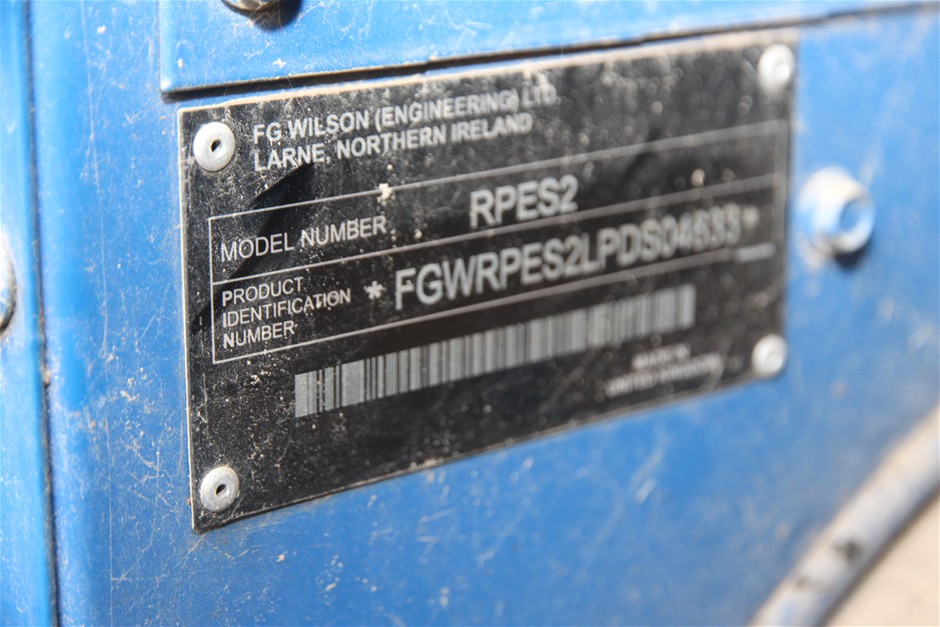 FG WILSON (ENGINEERING) LTD
LARNE, NORTHERN IRELAND
MODEL NUMBER RPES2
PRODUCT
IDENTIFICATION
NUMBER
* FGWRPES2LPDS04633*
MADE IN
UNITED KINGDOM